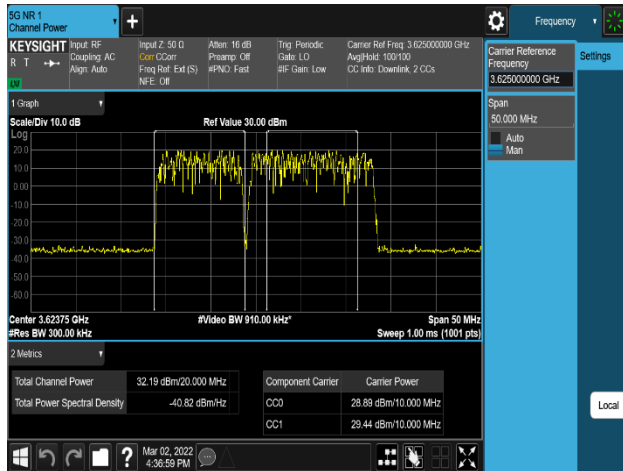 5G NR 1
Channel Power
Frequency
KEYSIGHT
R T
LXI
Input: RF
Coupling: AC
Align: Auto
Input Z: 50 Ω
Corr CCorr
Freq Ref: Ext (S)
NFE: Off
Atten: 16 dB
Preamp: Off
#PNO: Fast
Trig: Periodic
Gate: LO
#IF Gain: Low
Carrier Ref Freq: 3.625000000 GHz
Avg|Hold: 100/100
CC Info: Downlink, 2 CCs
Carrier Reference
Frequency
3.625000000 GHz
Settings
Span
50.000 MHz
Auto
Man
1 Graph
Scale/Div 10.0 dB
Ref Value 30.00 dBm
Log
20.0
10.0
0.00
-10.0
-20.0
-30.0
-40.0
-50.0
-60.0
Center 3.62375 GHz
#Video BW 910.00 kHz*
Span 50 MHz
#Res BW 300.00 kHz
Sweep 1.00 ms (1001 pts)
2 Metrics
Total Channel Power
32.19 dBm/20.000 MHz
Total Power Spectral Density
-40.82 dBm/Hz
Component Carrier
Carrier Power
CC0
28.89 dBm/10.000 MHz
CC1
29.44 dBm/10.000 MHz
Local
?
Mar 02, 2022
4:36:59 PM